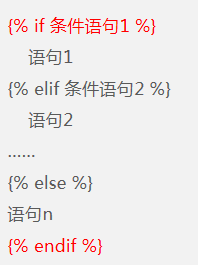 {% if 条件语句1 %}
语句1
{% elif 条件语句2 %}
语句2
……
{% else %}
语句n
{% endif %}